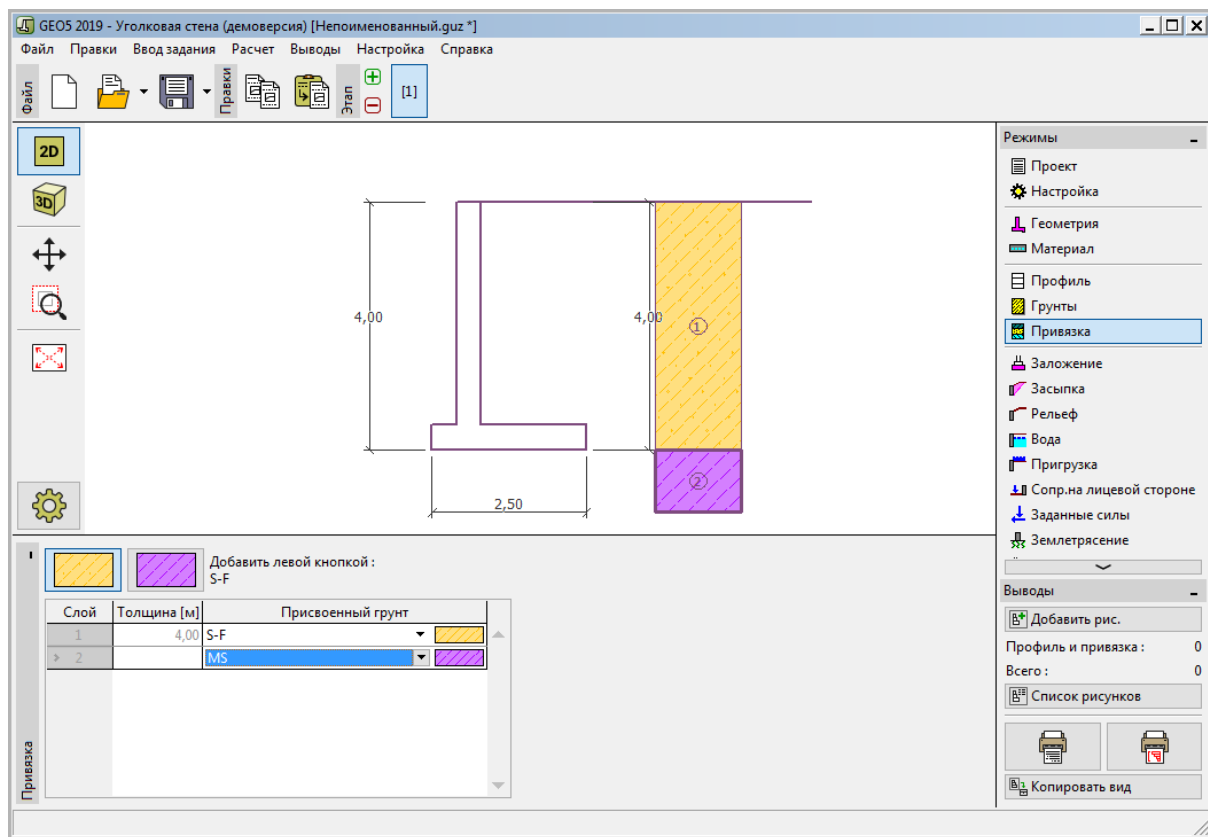 GEO5 2019 - Уголковая стена (демоверсия) [Непоименованный.guz *]
Файл Правки Ввод задания Расчет Выводы Настройка Справка
Файл
Правки
Этап
[1]
2D
3D
4,00
4,00
1
2
2,50
Режимы
Проект
Настройка
Геометрия
Материал
Профиль
Грунты
Привязка
Заложение
Засыпка
Рельеф
Вода
Пригрузка
Сопр.на лицевой стороне
Заданные силы
Землетрясение
Выводы
Добавить рис.
Профиль и привязка : 0
Всего : 0
Список рисунков
Копировать вид
Привязка
Добавить левой кнопкой :
S-F
Слой Толщина [м] Присвоенный грунт
1 4,00 S-F
> 2 MS